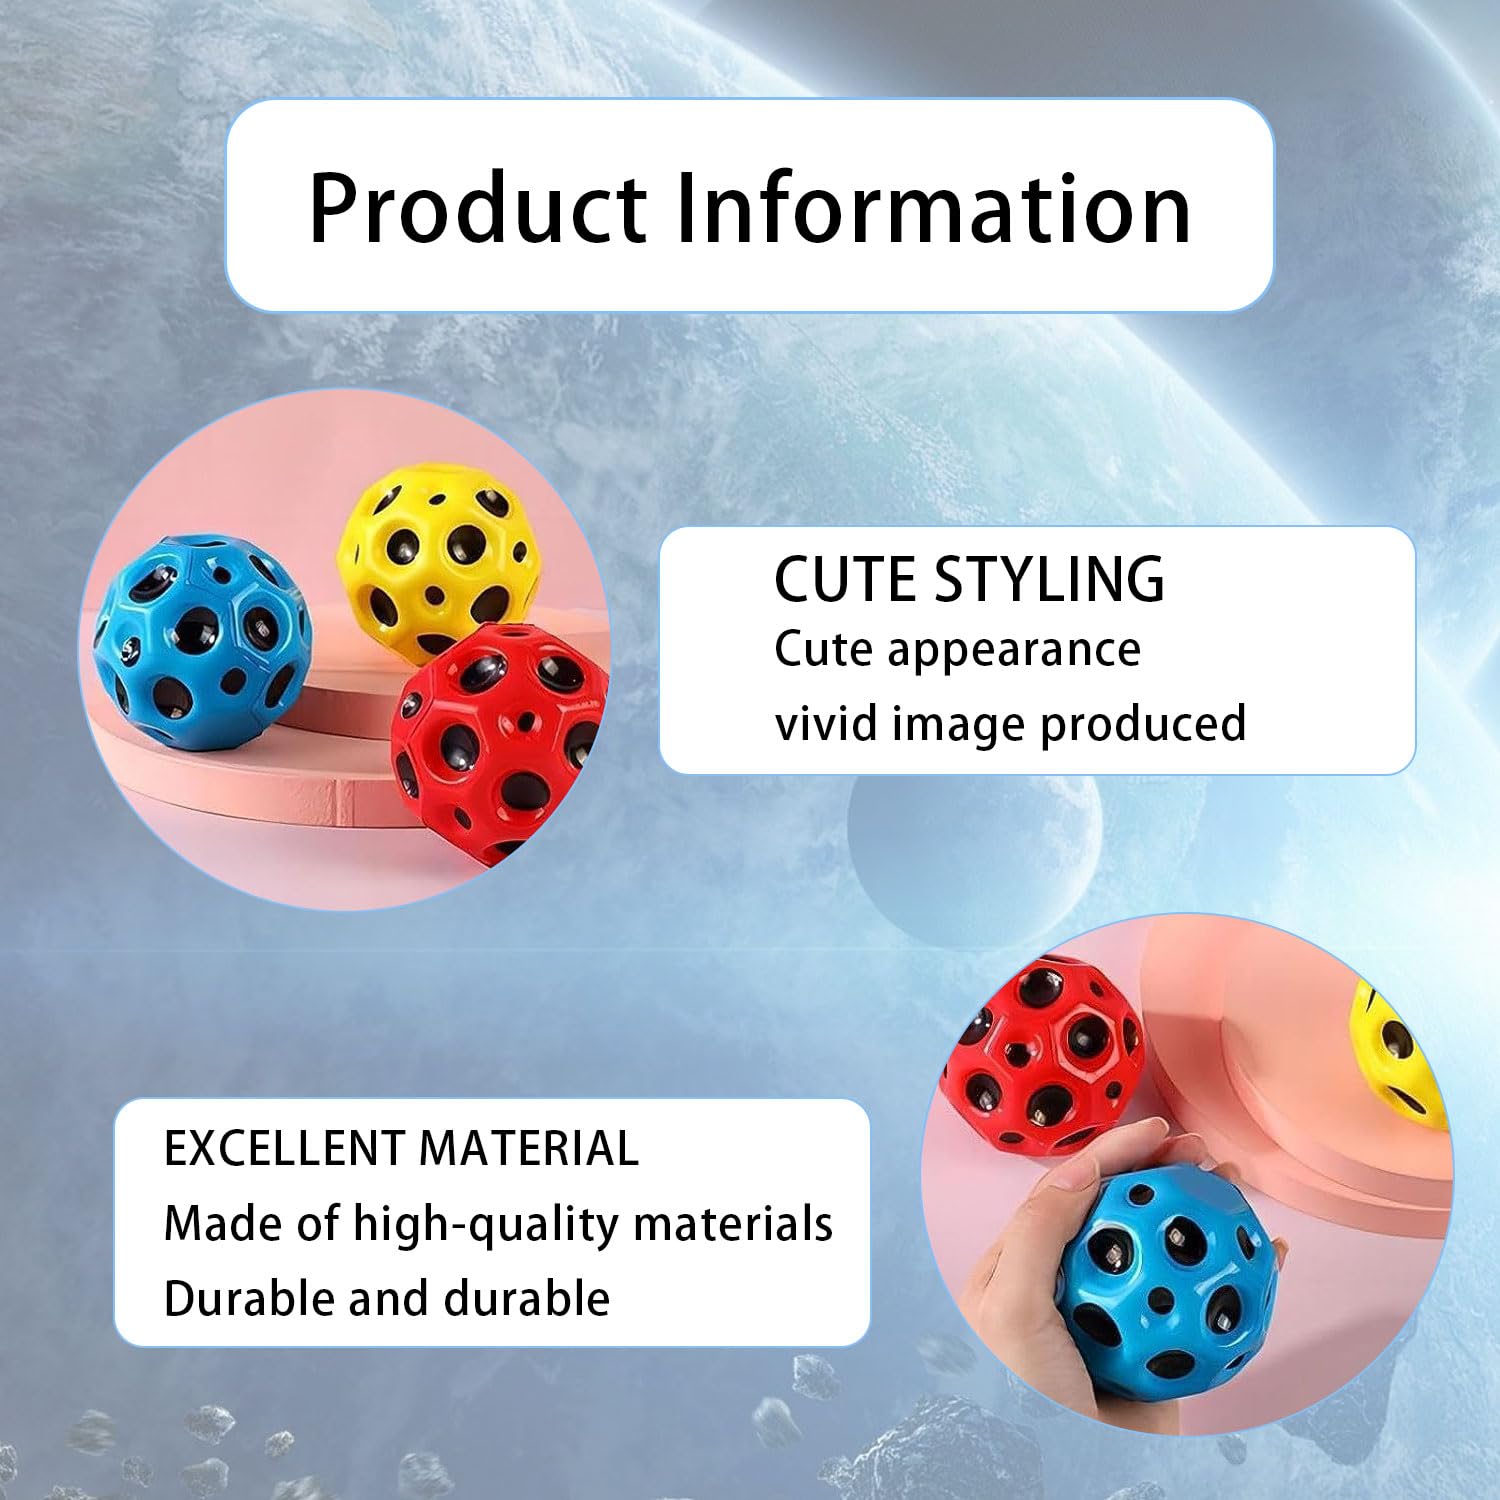 Product Information
CUTE STYLING
Cute appearance
vivid image produced
EXCELLENT MATERIAL
Made of high-quality materials
Durable and durable